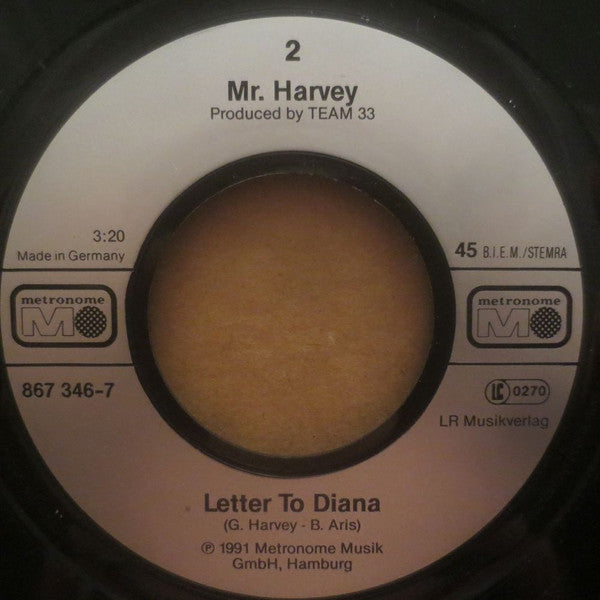 2
Mr. Harvey
Produced by TEAM 33
3:20
Made in Germany
45 B.I.E.M./STEMRA
metronome
M
metronome
M
867 346-7
LC 0270
LR Musikverlag
Letter To Diana
(G. Harvey - B. Aris)
℗ 1991 Metronome Musik
GmbH, Hamburg